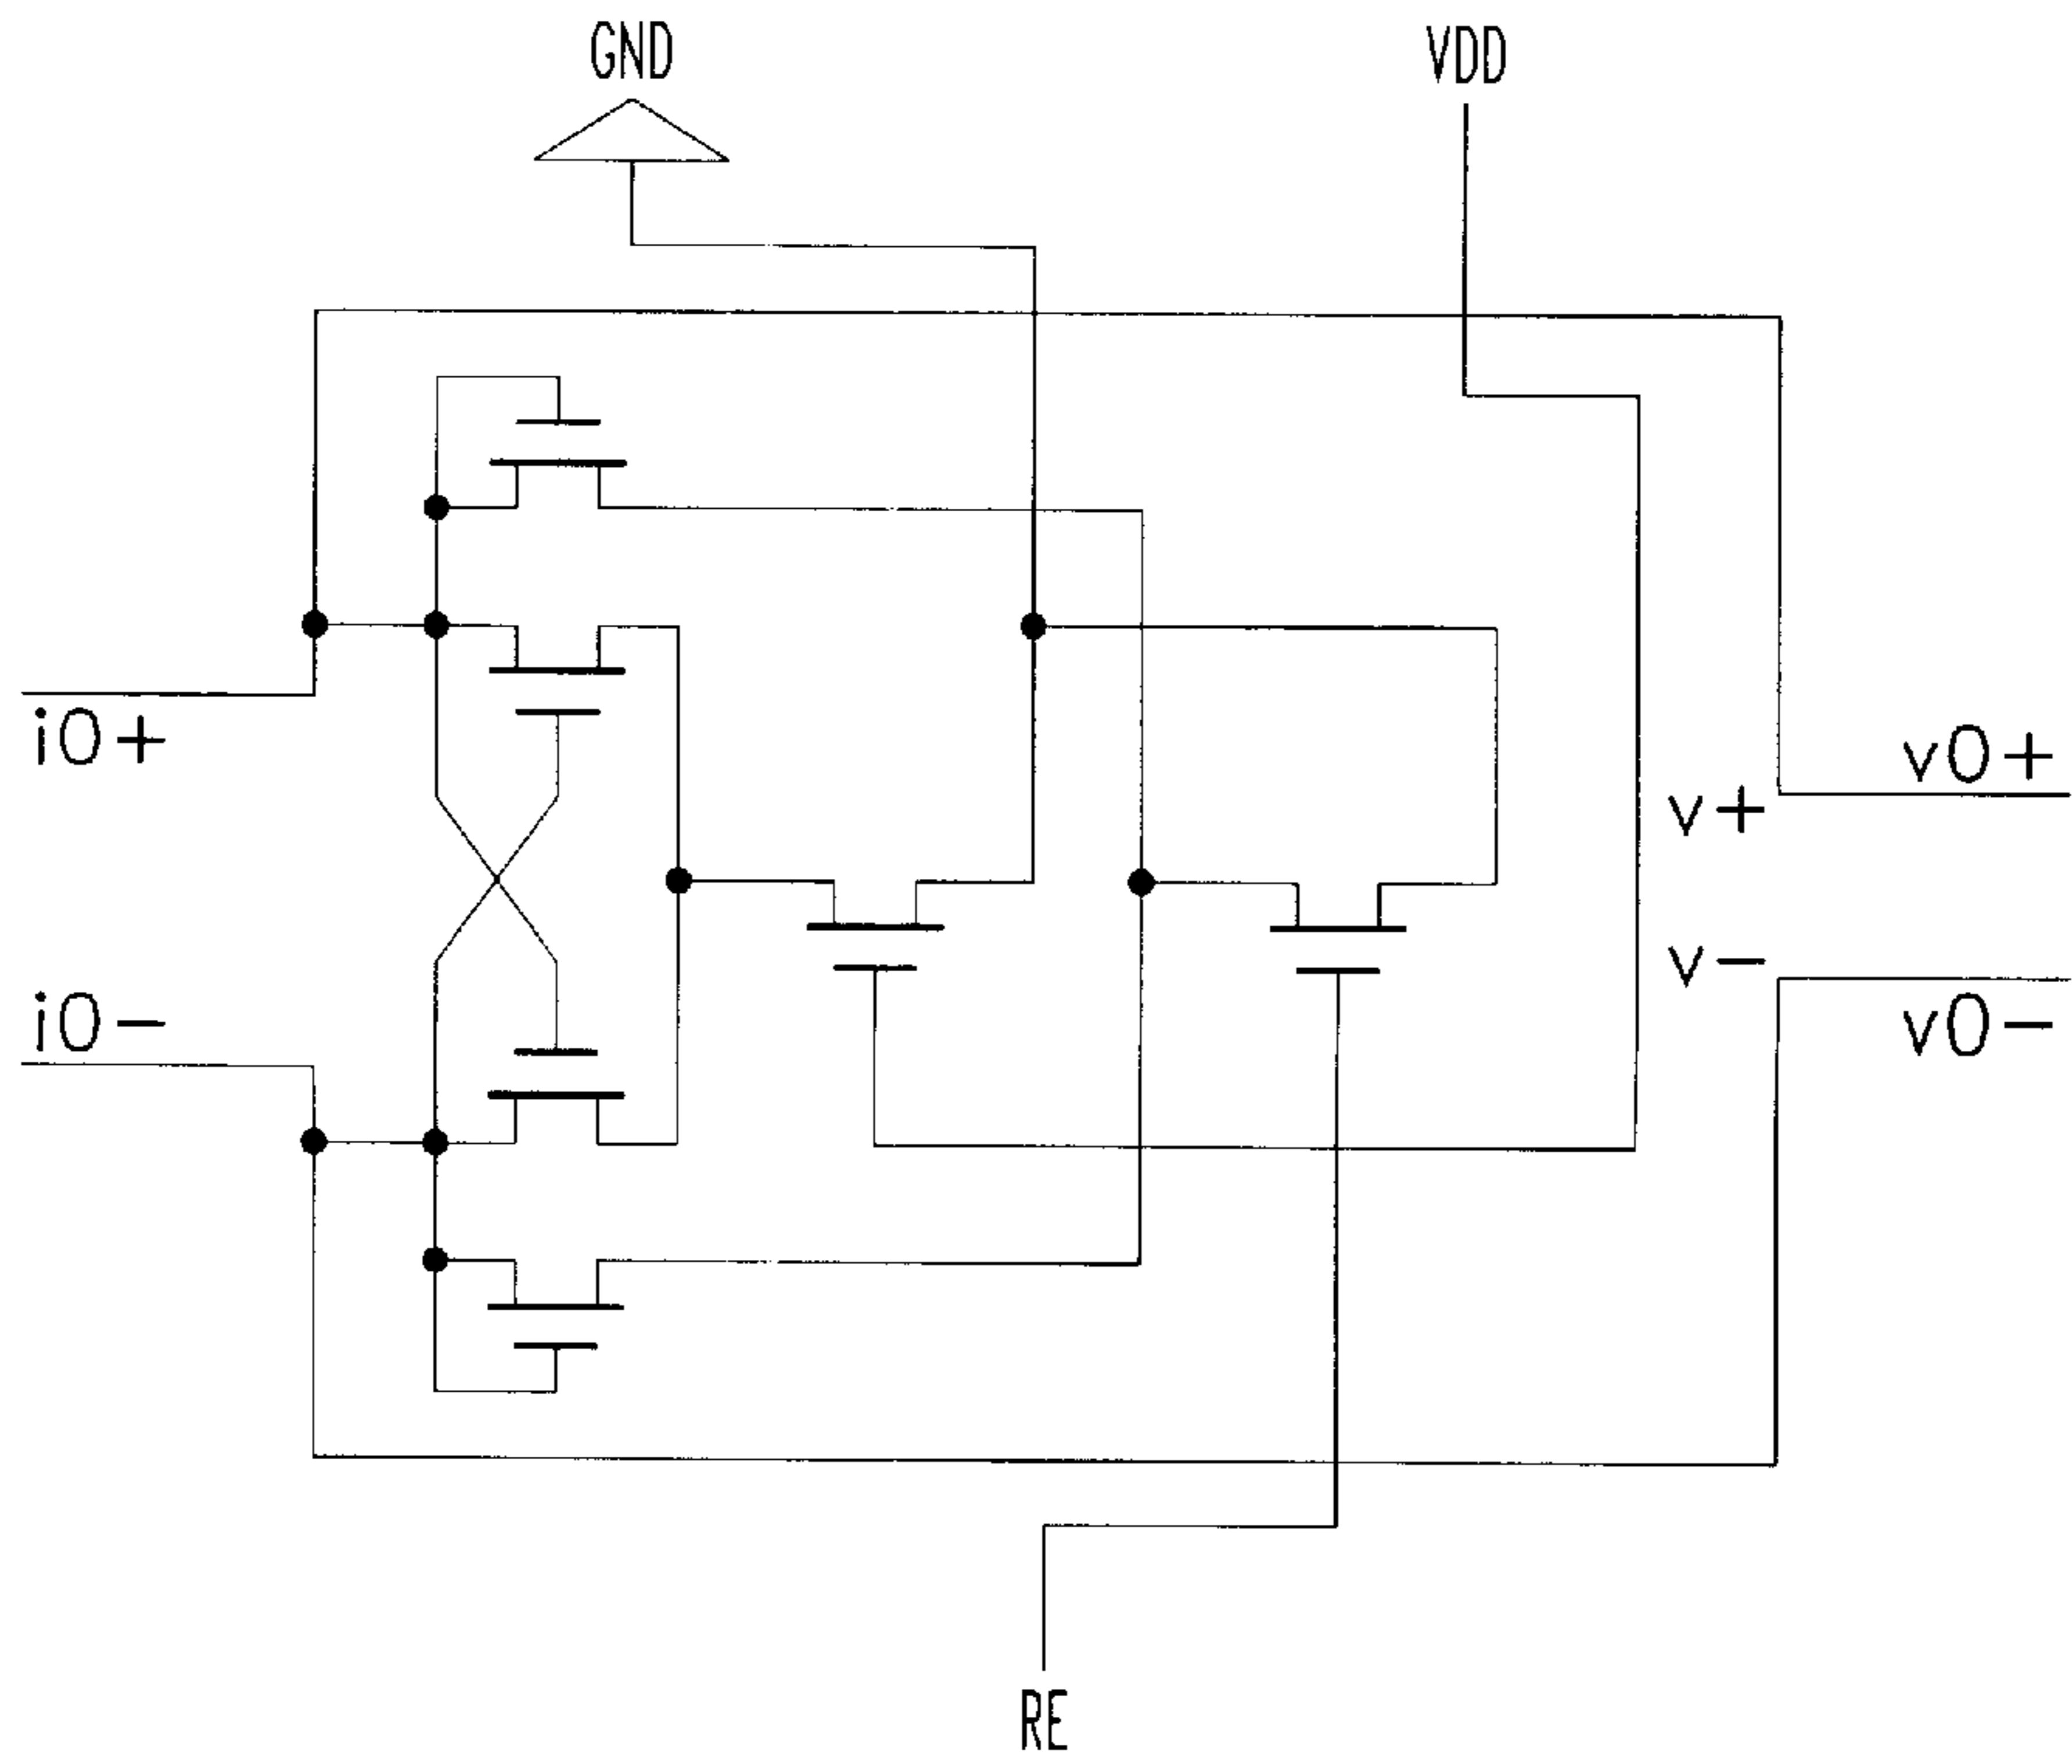 GND
VDD
i0+
v0+
v+
v-
i0-
v0-
RE